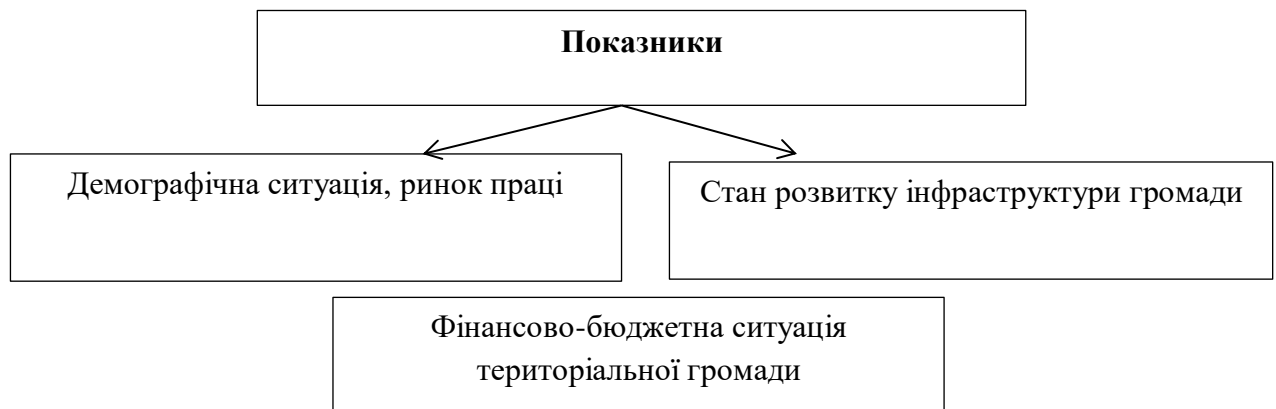 Показники
Демографічна ситуація, ринок праці
Стан розвитку інфраструктури громади
Фінансово-бюджетна ситуація
територіальної громади